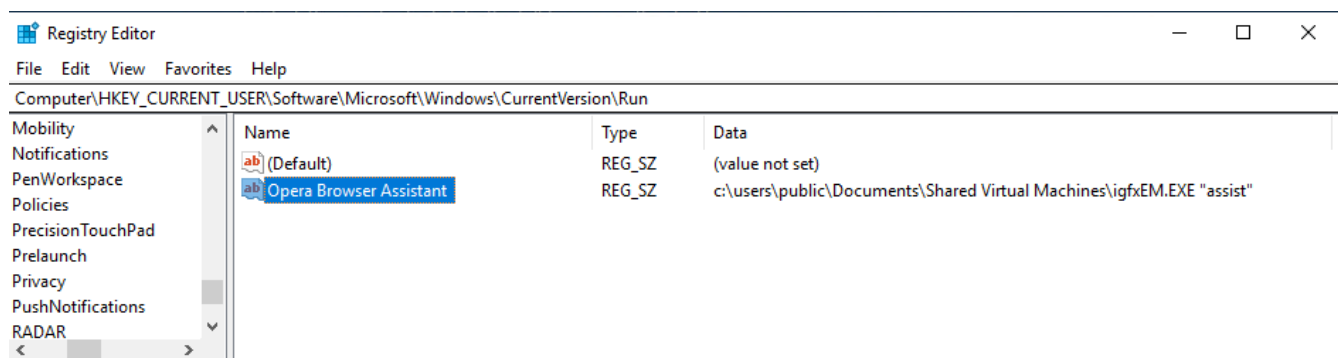 Registry Editor
File Edit View Favorites Help
Computer\HKEY_CURRENT_USER\Software\Microsoft\Windows\CurrentVersion\Run
Mobility
Notifications
PenWorkspace
Policies
PrecisionTouchPad
Prelaunch
Privacy
PushNotifications
RADAR
Name Type Data
ab (Default) REG_SZ (value not set)
ab Opera Browser Assistant REG_SZ c:\users\public\Documents\Shared Virtual Machines\igfxEM.EXE "assist"